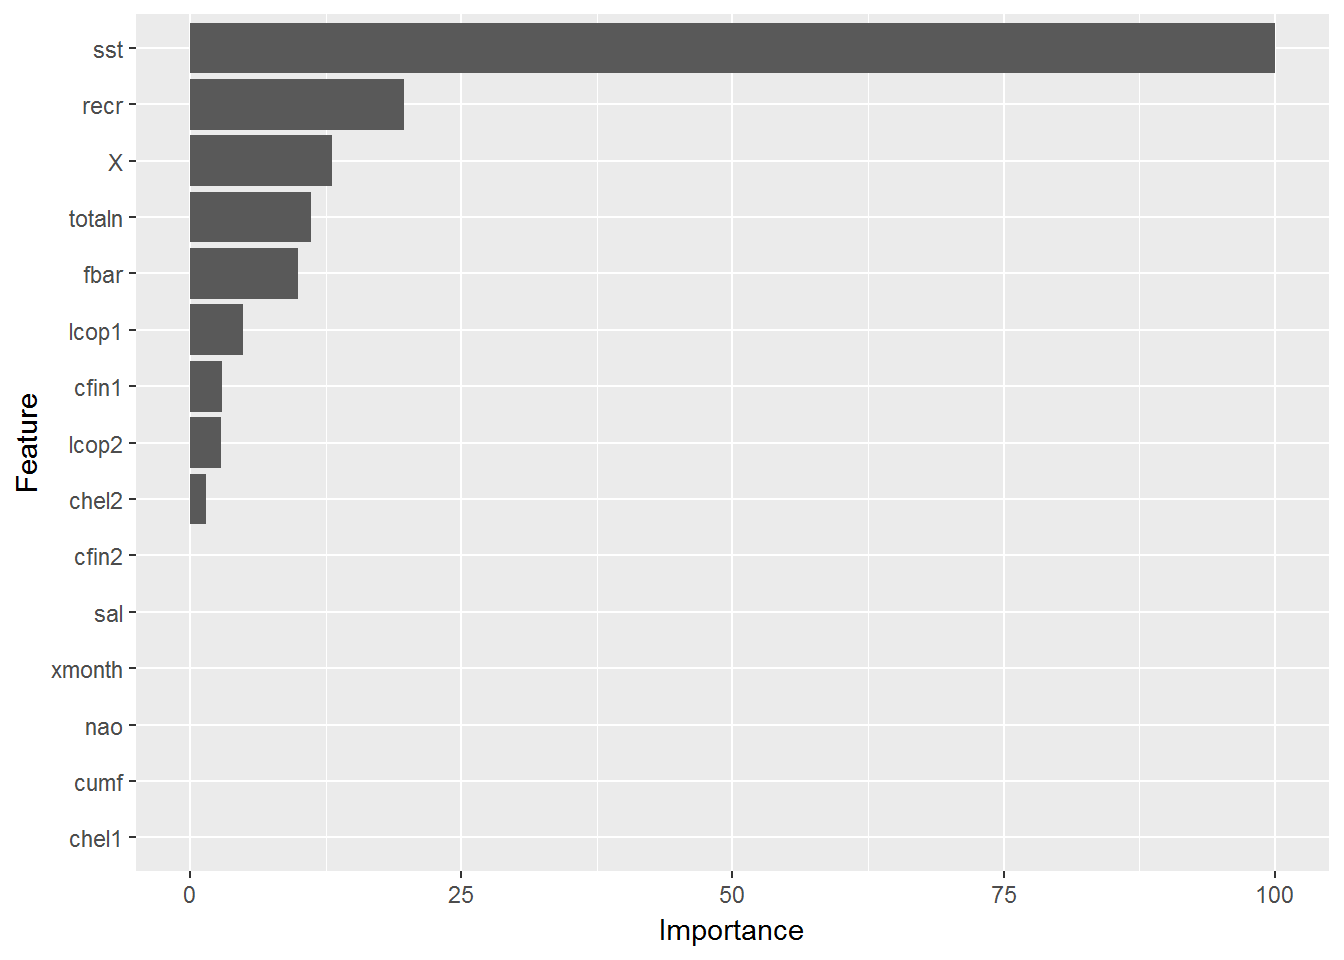 sst
recr
X
totaln
fbar
lcop1
cfin1
lcop2
chel2
cfin2
sal
xmonth
nao
cumf
chel1
Feature
0 25 50 75 100
Importance